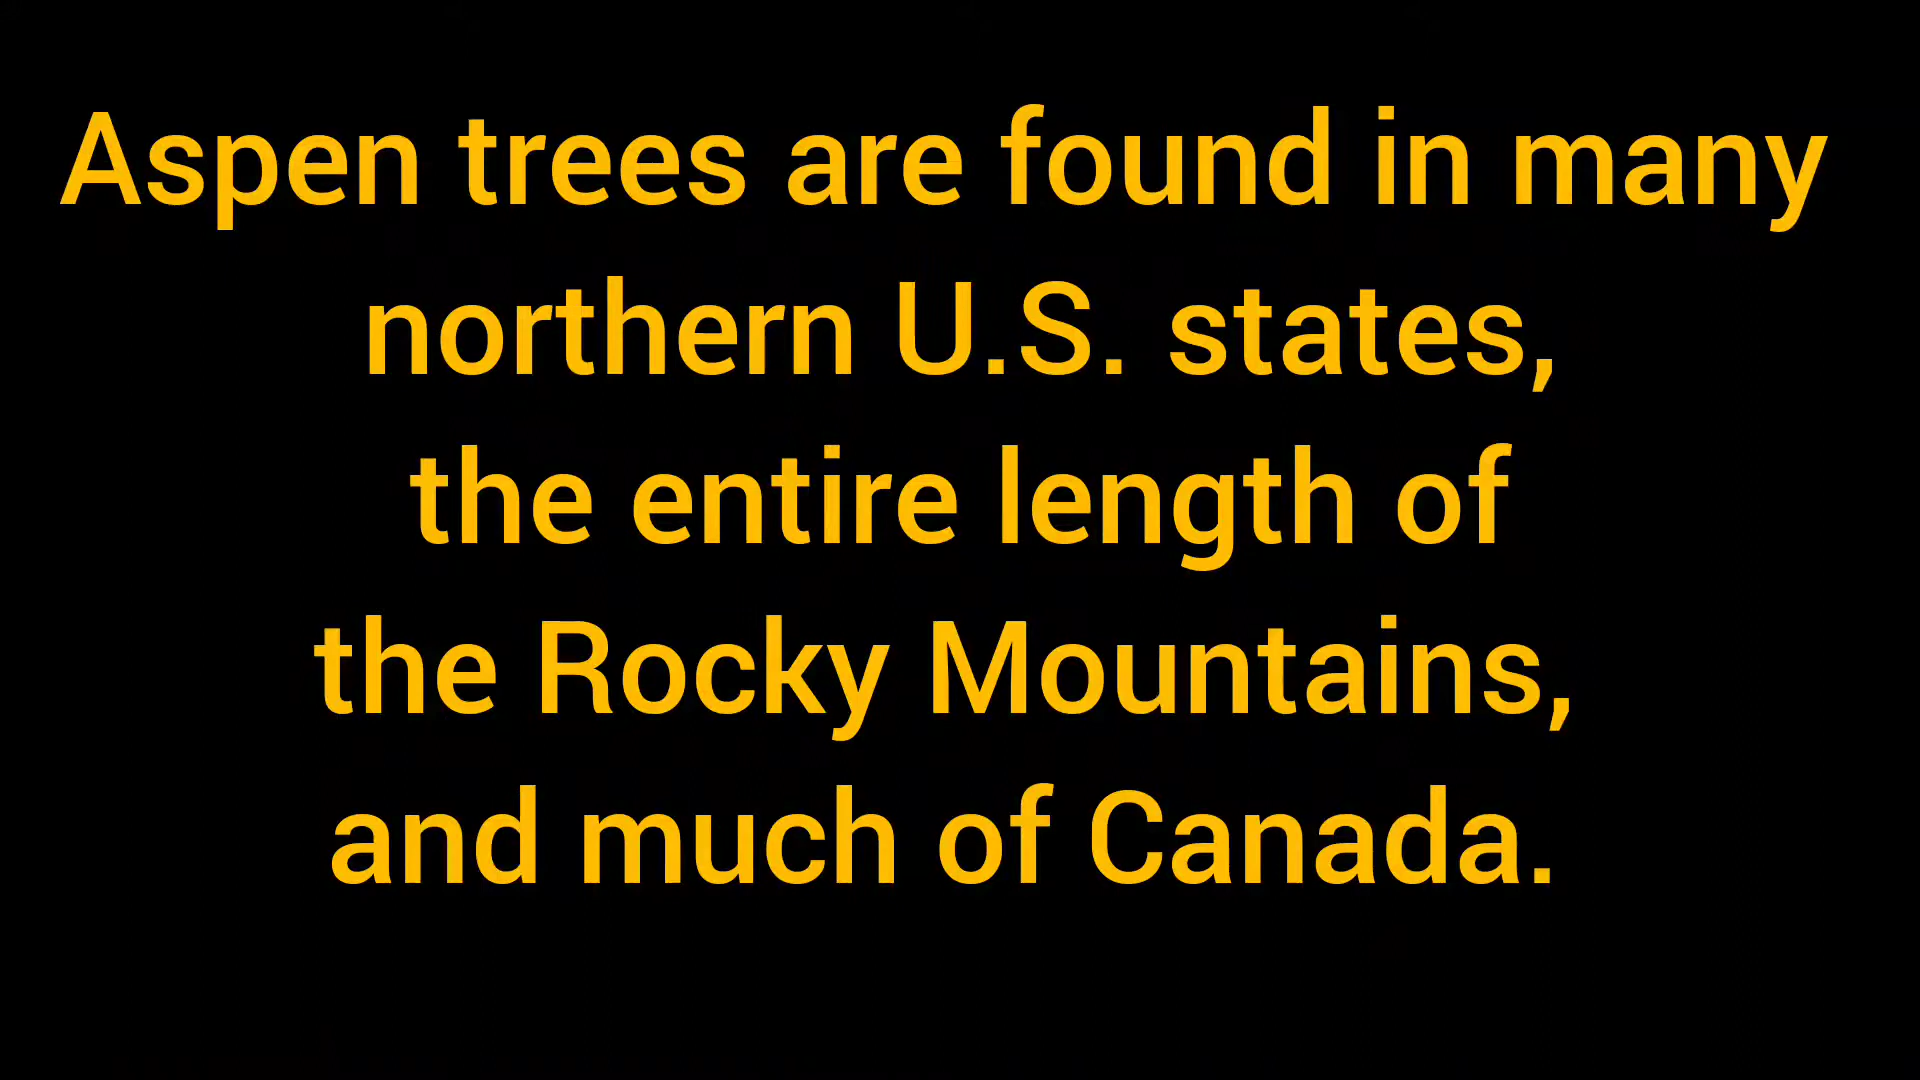 Aspen trees are found in many
northern U.S. states,
the entire length of
the Rocky Mountains,
and much of Canada.